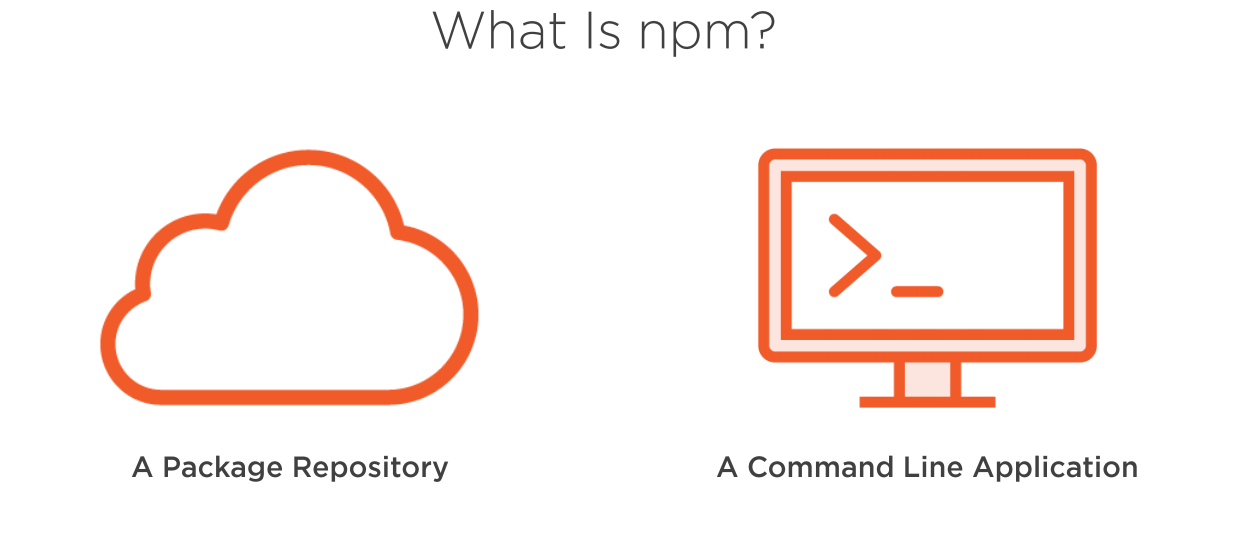 What Is npm?
>_
A Package Repository
A Command Line Application